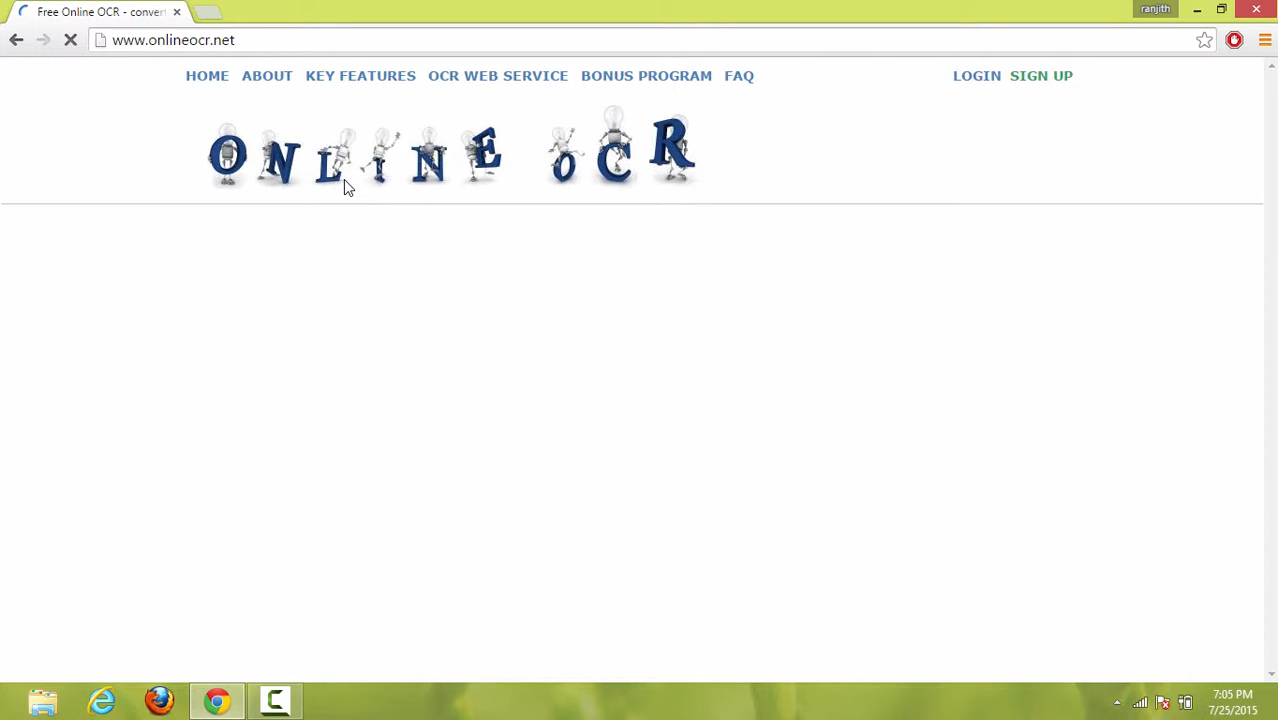 Free Online OCR - convert
ranjith
www.onlineocr.net
HOME ABOUT KEY FEATURES OCR WEB SERVICE BONUS PROGRAM FAQ LOGIN SIGN UP
ONLINE OCR
7:05 PM
7/25/2015